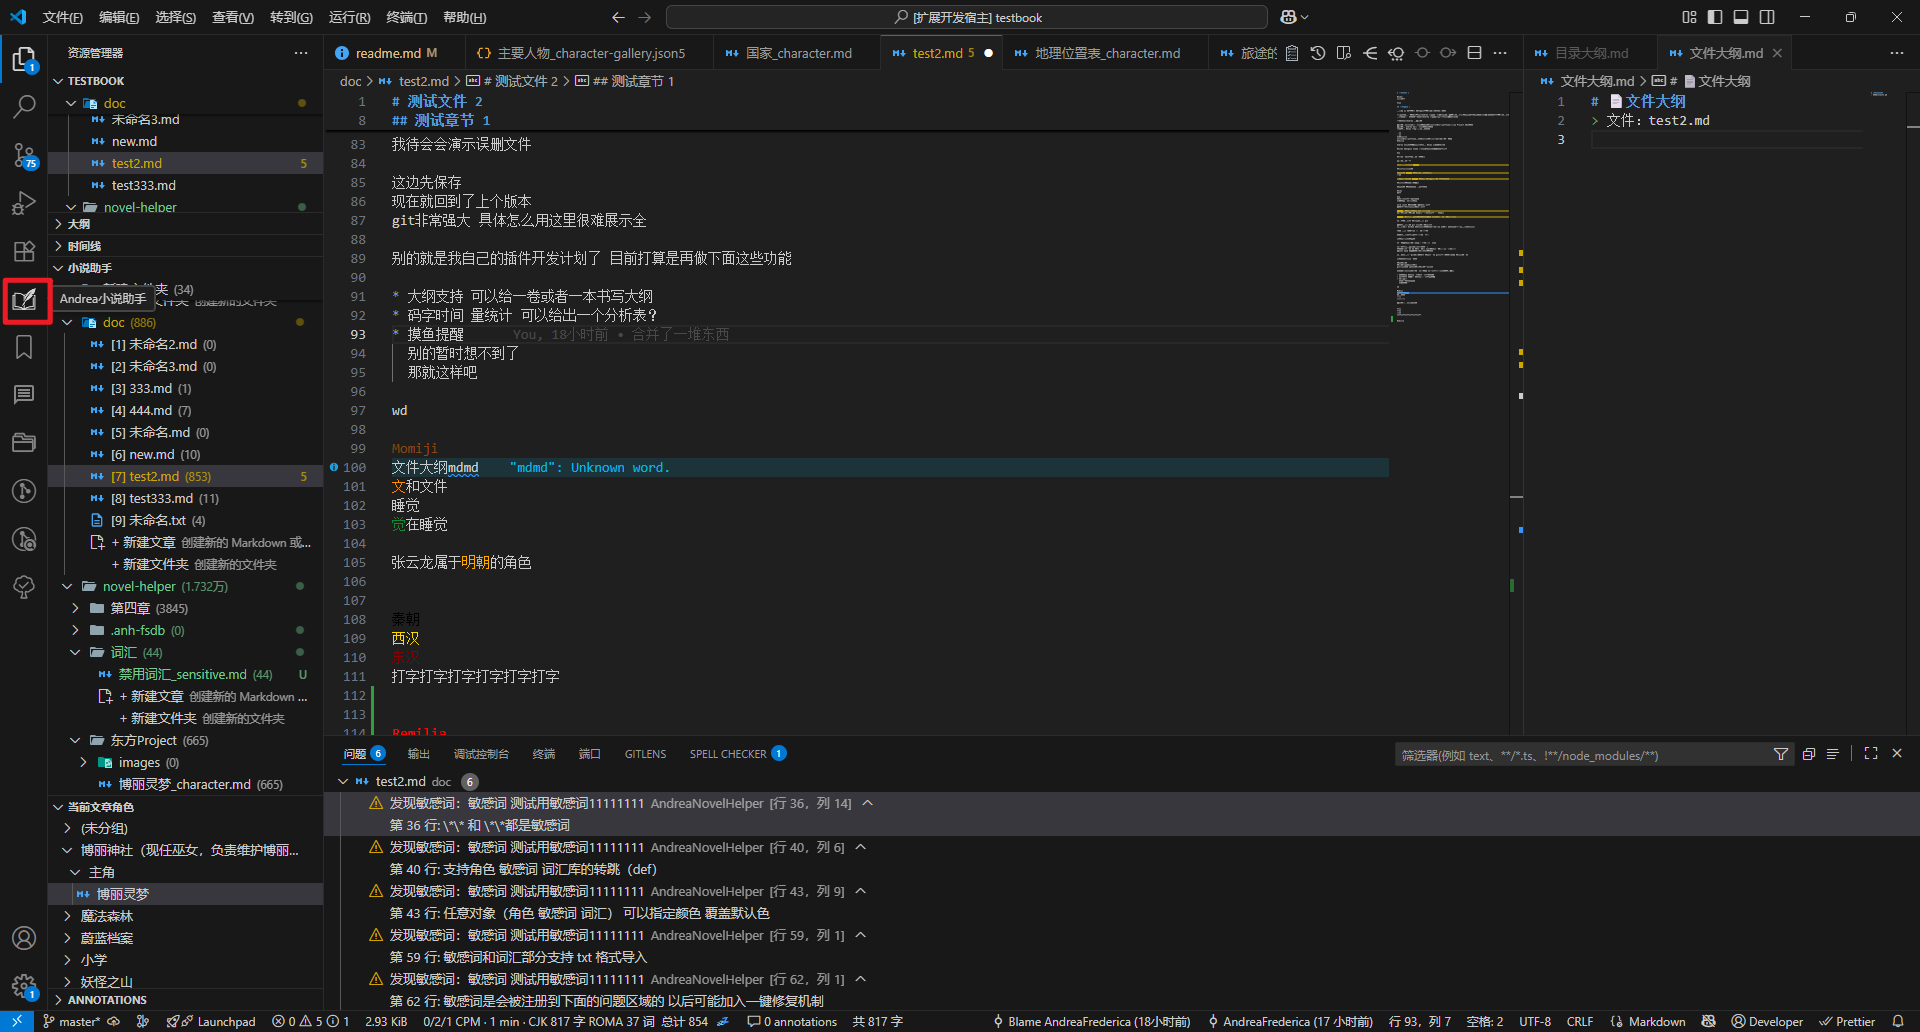 文件(F) 编辑(E) 选择(S) 查看(V) 转到(G) 运行(R) 终端(T) 帮助(H)
[扩展开发宿主] testbook
资源管理器
TESTBOOK
doc
未命名3.md
new.md
test2.md 5
test333.md
novel-helper
大纲
时间线
小说助手
(34)
Andrea小说助手
doc (886)
[1] 未命名2.md (0)
[2] 未命名3.md (0)
[3] 333.md (1)
[4] 444.md (7)
[5] 未命名.md (0)
[6] new.md (10)
[7] test2.md (853) 5
[8] test333.md (11)
[9] 未命名.txt (4)
+ 新建文章 创建新的 Markdown 或...
+ 新建文件夹 创建新的文件夹
novel-helper (1.732万)
第四章 (3845)
.anh-fsdb (0)
词汇 (44)
禁用词汇_sensitive.md (44) U
+ 新建文章 创建新的 Markdown ...
+ 新建文件夹 创建新的文件夹
东方Project (665)
images (0)
博丽灵梦_character.md (665)
当前文章角色
(未分组)
博丽神社（现任巫女，负责维护博丽...
主角
博丽灵梦
魔法森林
蔚蓝档案
小学
妖怪之山
ANNOTATIONS
1
75
1
readme.md M
主要人物_character-gallery.json5
国家_character.md
test2.md 5
地理位置表_character.md
旅途的
doc > test2.md > # 测试文件 2 > ## 测试章节 1
1 # 测试文件 2
8 ## 测试章节 1
83 我待会会演示误删文件
84
85 这边先保存
86 现在就回到了上个版本
87 git非常强大 具体怎么用这里很难展示全
88
89 别的就是我自己的插件开发计划了 目前打算是再做下面这些功能
90
91 * 大纲支持 可以给一卷或者一本书写大纲
92 * 码字时间 量统计 可以给出一个分析表?
93 * 摸鱼提醒 You, 18小时前 • 合并了一堆东西
94 别的暂时想不到了
95 那就这样吧
96
97 wd
98
99 Momiji
100 文件大纲mdmd "mdmd": Unknown word.
101 文和文件
102 睡觉
103 觉在睡觉
104
105 张云龙属于明朝的角色
106
107
108 秦朝
109 西汉
110 东汉
111 打字打字打字打字打字打字
112
113
114 Remilia
目录大纲.md
文件大纲.md
文件大纲.md > # 文件大纲
1 # 文件大纲
2 > 文件：test2.md
3
问题 6 输出 调试控制台 终端 端口 GITLENS SPELL CHECKER 1
筛选器(例如 text、**/*.ts、!**/node_modules/**)
test2.md doc 6
发现敏感词：敏感词 测试用敏感词11111111 AndreaNovelHelper [行 36，列 14]
第 36 行: \*\* 和 \*\*都是敏感词
发现敏感词：敏感词 测试用敏感词11111111 AndreaNovelHelper [行 40，列 6]
第 40 行: 支持角色 敏感词 词汇库的转跳（def）
发现敏感词：敏感词 测试用敏感词11111111 AndreaNovelHelper [行 43，列 9]
第 43 行: 任意对象（角色 敏感词 词汇） 可以指定颜色 覆盖默认色
发现敏感词：敏感词 测试用敏感词11111111 AndreaNovelHelper [行 59，列 1]
第 59 行: 敏感词和词汇部分支持 txt 格式导入
发现敏感词：敏感词 测试用敏感词11111111 AndreaNovelHelper [行 62，列 1]
第 62 行: 敏感词是会被注册到下面的问题区域的 以后可能加入一键修复机制
master* Launchpad 0 5 1 2.93 KiB 0/2/1 CPM · 1 min · CJK 817 字 ROMA 37 词 总计 854 0 annotations 共 817 字 Blame AndreaFrederica (18小时前) AndreaFrederica (17 小时前) 行 93，列 7 空格: 2 UTF-8 CRLF Markdown Developer Prettier